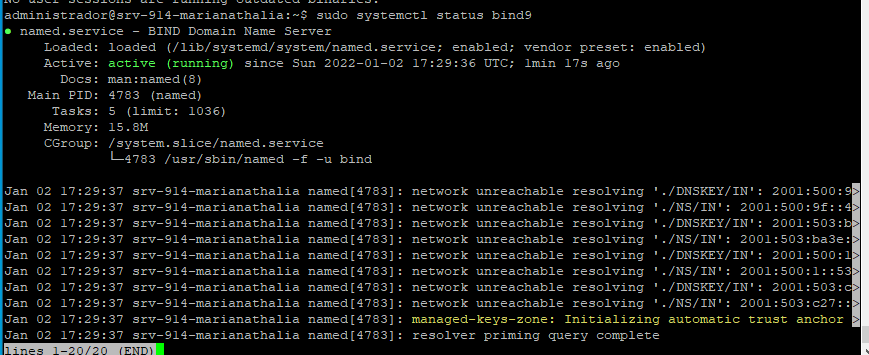 No user sessions are running outdated binaries.
administrador@srv-914-marianathalia:~$ sudo systemctl status bind9
● named.service - BIND Domain Name Server
Loaded: loaded (/lib/systemd/system/named.service; enabled; vendor preset: enabled)
Active: active (running) since Sun 2022-01-02 17:29:36 UTC; 1min 17s ago
Docs: man:named(8)
Main PID: 4783 (named)
Tasks: 5 (limit: 1036)
Memory: 15.8M
CGroup: /system.slice/named.service
└─4783 /usr/sbin/named -f -u bind
Jan 02 17:29:37 srv-914-marianathalia named[4783]: network unreachable resolving './DNSKEY/IN': 2001:500:9>
Jan 02 17:29:37 srv-914-marianathalia named[4783]: network unreachable resolving './NS/IN': 2001:500:9f::4>
Jan 02 17:29:37 srv-914-marianathalia named[4783]: network unreachable resolving './DNSKEY/IN': 2001:503:b>
Jan 02 17:29:37 srv-914-marianathalia named[4783]: network unreachable resolving './NS/IN': 2001:503:ba3e:>
Jan 02 17:29:37 srv-914-marianathalia named[4783]: network unreachable resolving './DNSKEY/IN': 2001:500:1>
Jan 02 17:29:37 srv-914-marianathalia named[4783]: network unreachable resolving './NS/IN': 2001:500:1::53>
Jan 02 17:29:37 srv-914-marianathalia named[4783]: network unreachable resolving './DNSKEY/IN': 2001:503:c>
Jan 02 17:29:37 srv-914-marianathalia named[4783]: network unreachable resolving './NS/IN': 2001:503:c27::>
Jan 02 17:29:37 srv-914-marianathalia named[4783]: managed-keys-zone: Initializing automatic trust anchor >
Jan 02 17:29:37 srv-914-marianathalia named[4783]: resolver priming query complete
lines 1-20/20 (END)